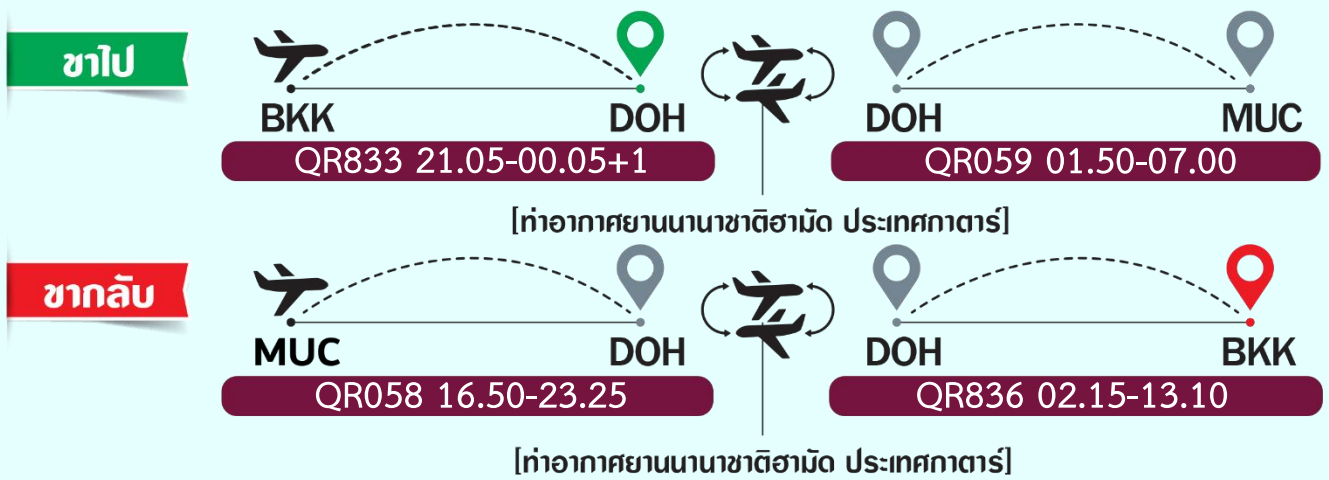 ขาไป
BKK DOH DOH MUC
QR833 21.05-00.05+1 QR059 01.50-07.00
[ท่าอากาศยานนานาชาติฮามัด ประเทศกาตาร์]
ขากลับ
MUC DOH DOH BKK
QR058 16.50-23.25 QR836 02.15-13.10
[ท่าอากาศยานนานาชาติฮามัด ประเทศกาตาร์]